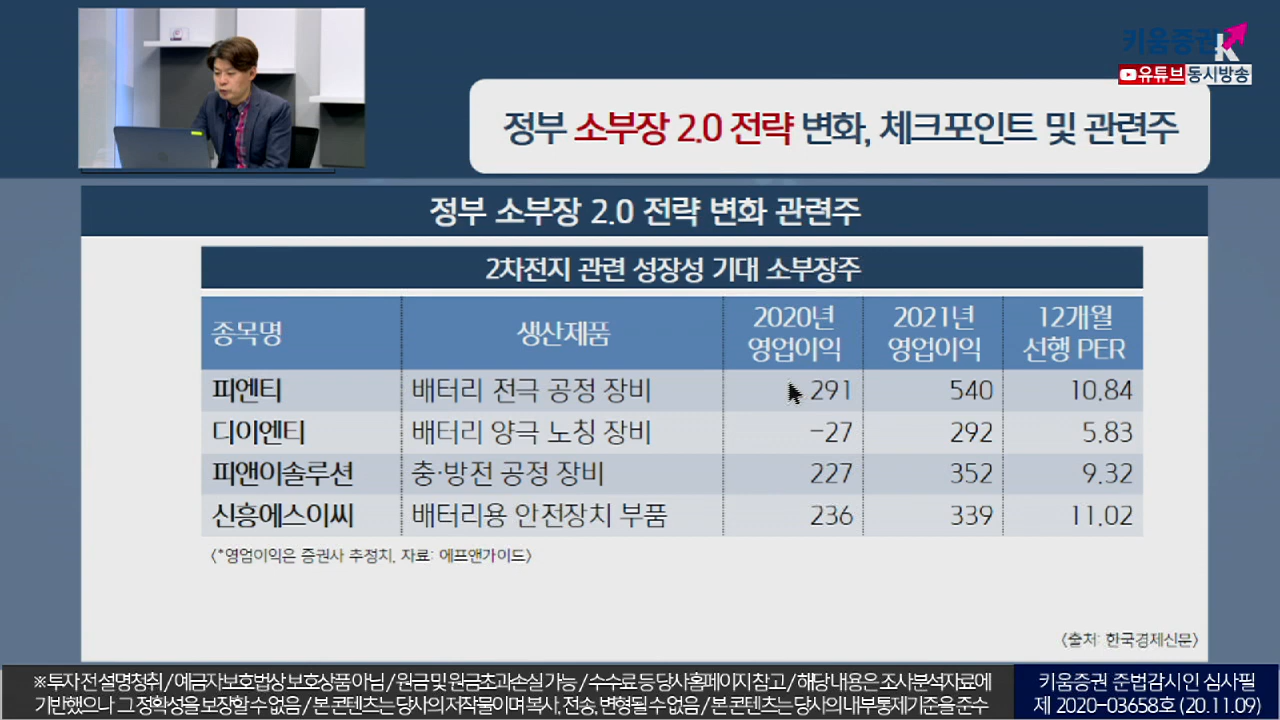 키움증권
유튜브 동시방송
정부 소부장 2.0 전략 변화, 체크포인트 및 관련주
정부 소부장 2.0 전략 변화 관련주
2차전지 관련 성장성 기대 소부장주
종목명 생산제품 2020년 영업이익 2021년 영업이익 12개월 선행 PER
피엔티 배터리 전극 공정 장비 291 540 10.84
디이엔티 배터리 양극 노칭 장비 -27 292 5.83
피앤이솔루션 충·방전 공정 장비 227 352 9.32
신흥에스이씨 배터리용 안전장치 부품 236 339 11.02
<*영업이익은 증권사 추정치, 자료: 에프앤가이드>
<출처: 한국경제신문>
※ 투자 전 설명청취 / 예금자보호법상 보호상품 아님 / 원금 및 원금초과손실 가능 / 수수료 등 당사 홈페이지 참고 / 해당 내용은 조사분석자료에
기반했으나 그 정확성을 보장할 수 없음 / 본 콘텐츠는 당사의 저작물이며 복사, 전송, 변형될 수 없음 / 본 콘텐츠는 당사의 내부통제기준을 준수
키움증권 준법감시인 심사필
제 2020-03658호 (20.11.09)